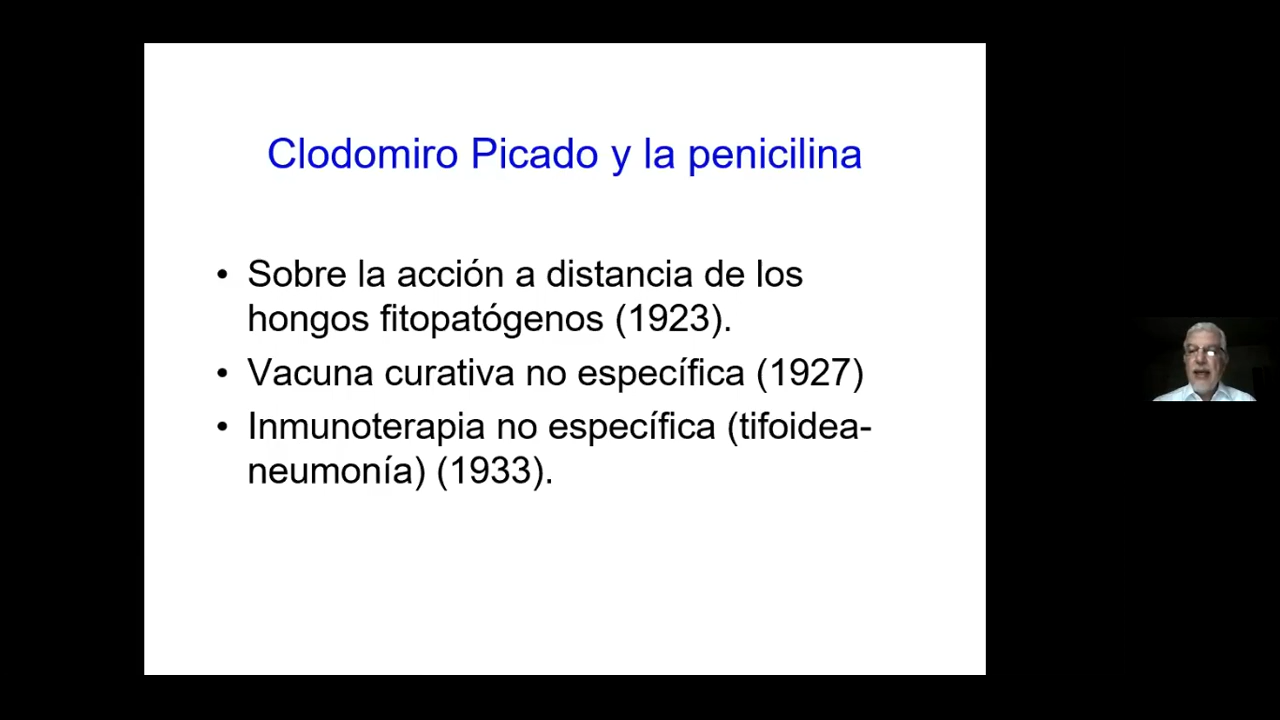 Clodomiro Picado y la penicilina
• Sobre la acción a distancia de los
hongos fitopatógenos (1923).
• Vacuna curativa no específica (1927)
• Inmunoterapia no específica (tifoidea-
neumonía) (1933).